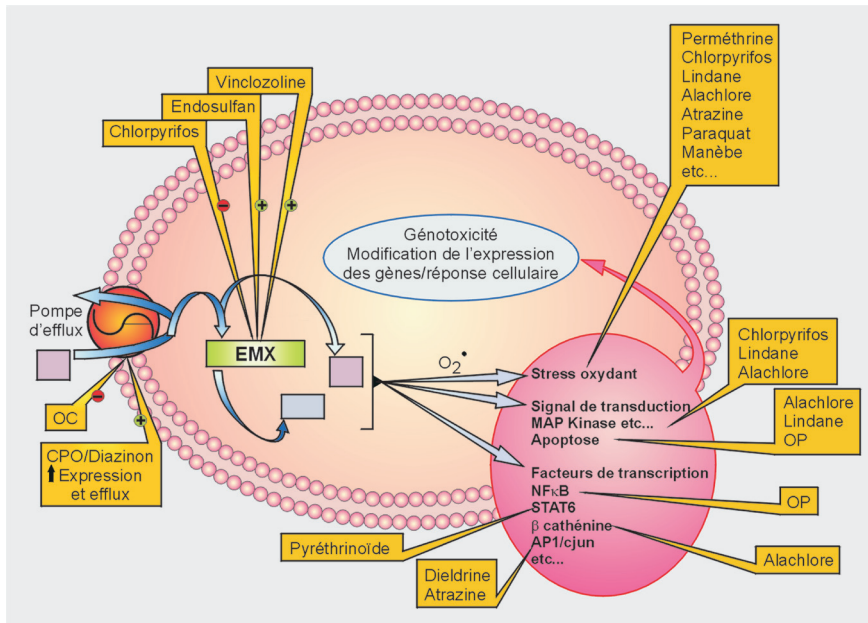 Vinclozoline
Endosulfan
Chlorpyrifos
Perméthrine
Chlorpyrifos
Lindane
Alachlore
Atrazine
Paraquat
Manèbe
etc...
Génotoxicité
Modification de l'expression
des gènes/réponse cellulaire
Pompe
d'efflux
EMX
O2•
OC
CPO/Diazinon
Expression
et efflux
Stress oxydant
Signal de transduction
MAP Kinase etc...
Apoptose
Facteurs de transcription
NFκB
STAT6
β cathénine
AP1/cjun
etc...
Chlorpyrifos
Lindane
Alachlore
Alachlore
Lindane
OP
OP
Alachlore
Pyréthrinoïde
Dieldrine
Atrazine